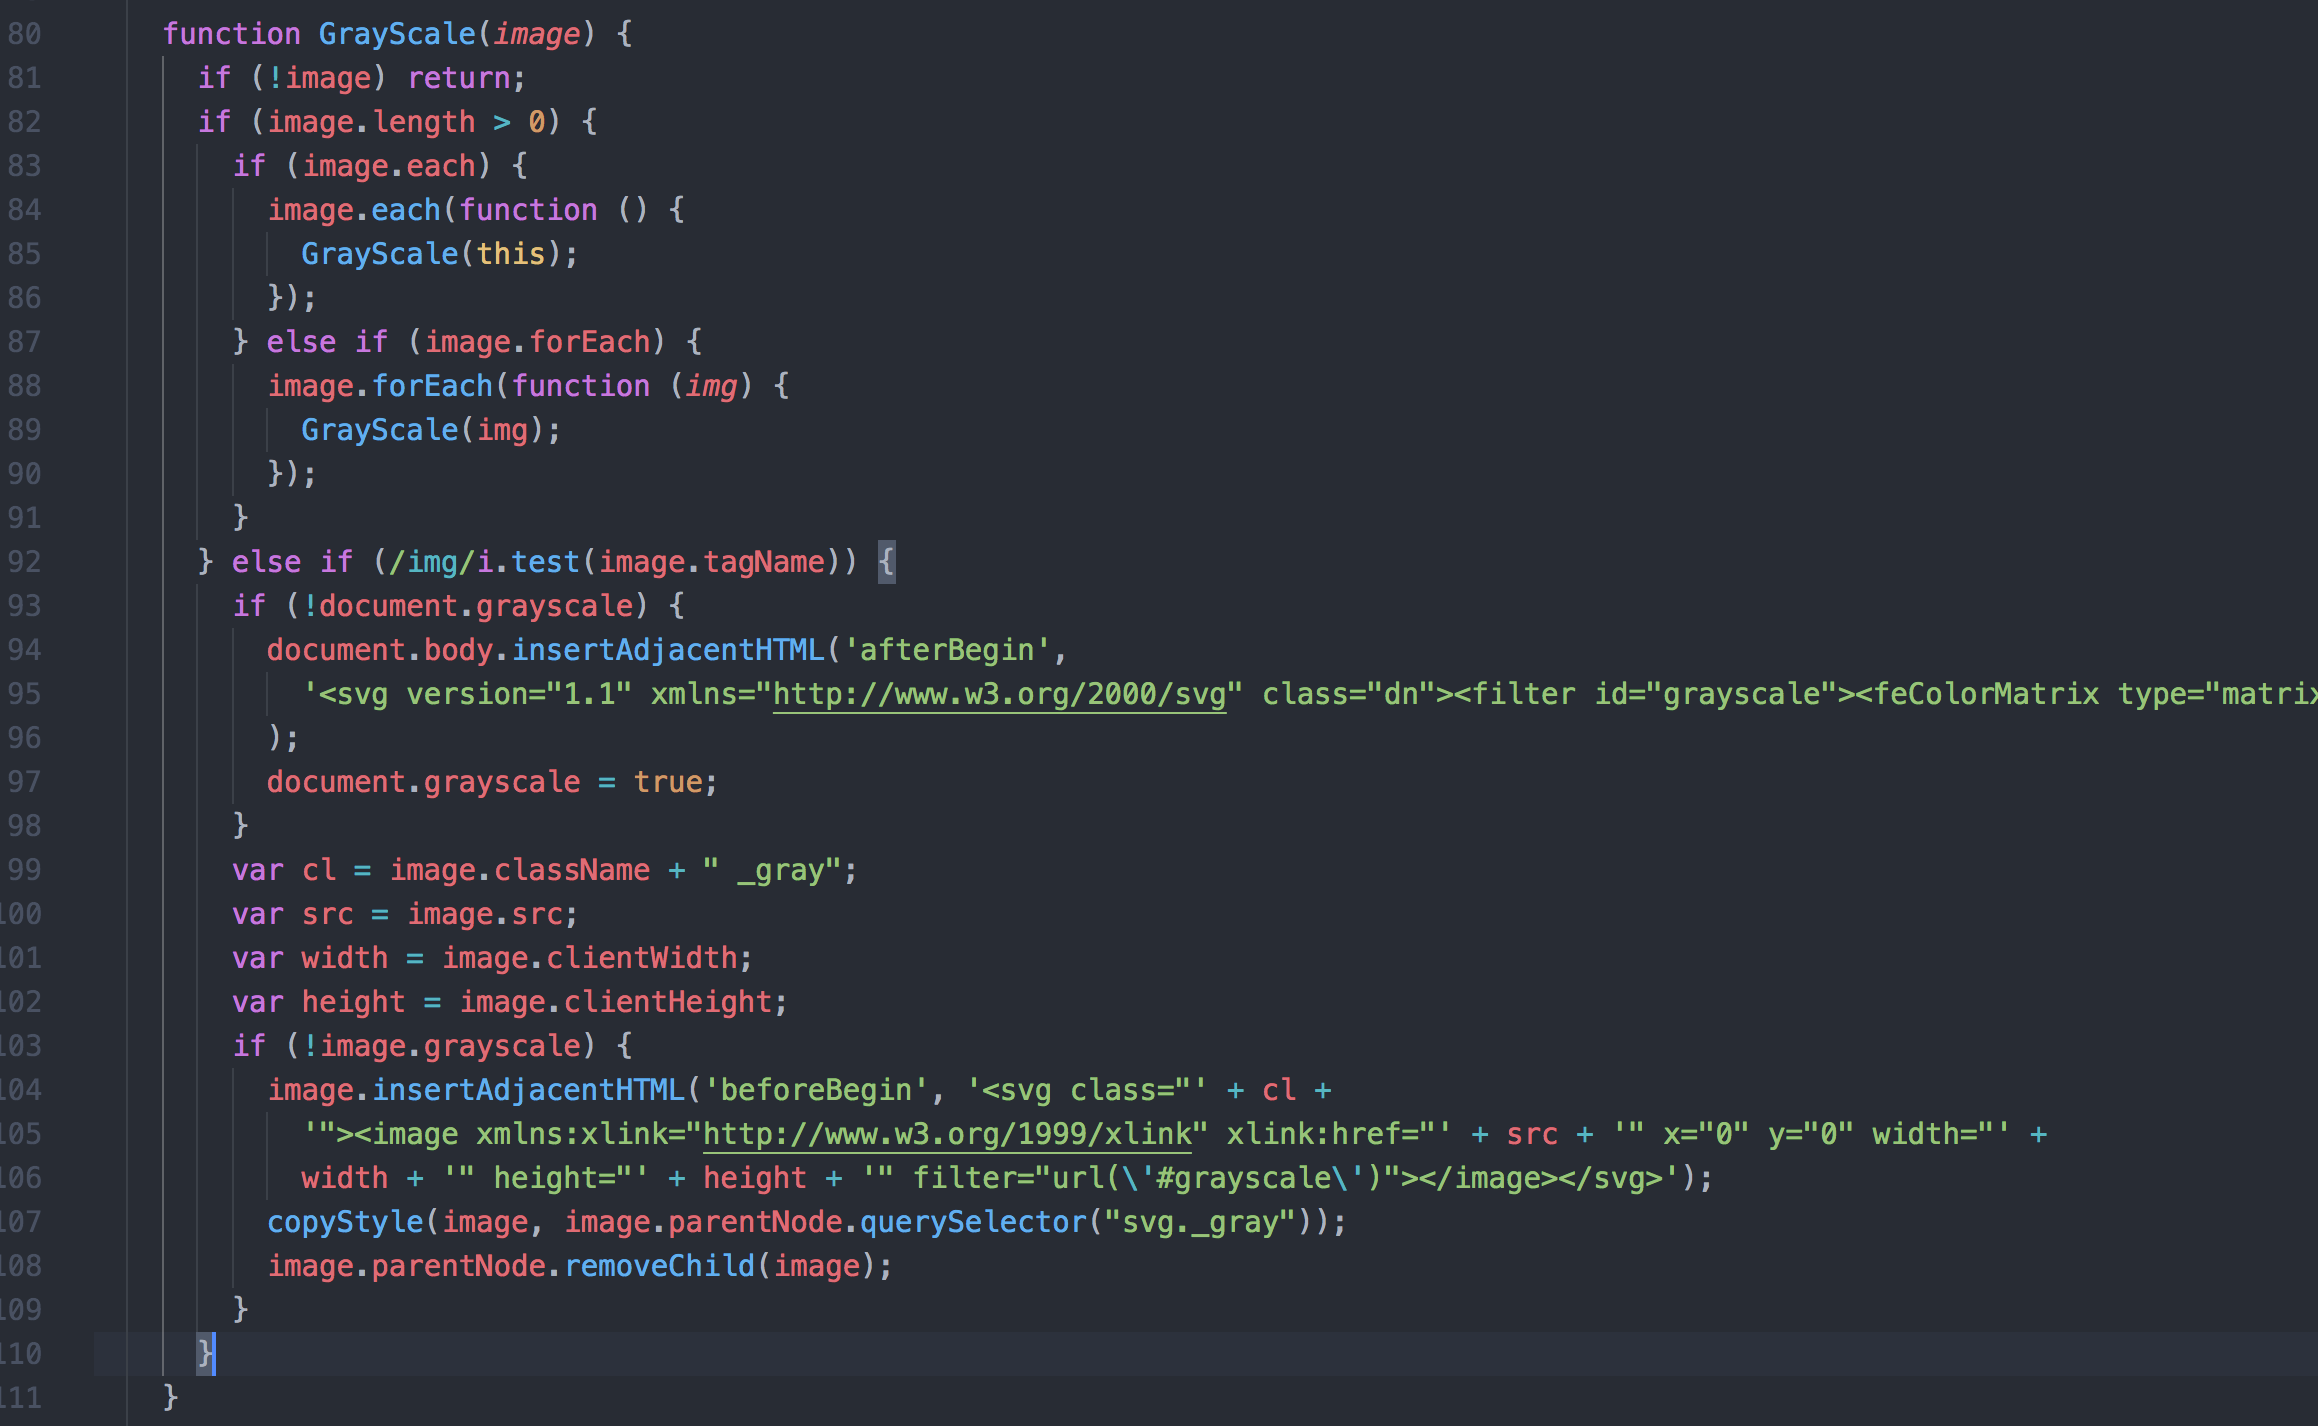 80 function GrayScale(image) {
81 if (!image) return;
82 if (image.length > 0) {
83 if (image.each) {
84 image.each(function () {
85 GrayScale(this);
86 });
87 } else if (image.forEach) {
88 image.forEach(function (img) {
89 GrayScale(img);
90 });
91 }
92 } else if (/img/i.test(image.tagName)) {
93 if (!document.grayscale) {
94 document.body.insertAdjacentHTML('afterBegin',
95 '<svg version="1.1" xmlns="http://www.w3.org/2000/svg" class="dn"><filter id="grayscale"><feColorMatrix type="matrix
96 );
97 document.grayscale = true;
98 }
99 var cl = image.className + " _gray";
100 var src = image.src;
101 var width = image.clientWidth;
102 var height = image.clientHeight;
103 if (!image.grayscale) {
104 image.insertAdjacentHTML('beforeBegin', '<svg class="' + cl +
105 '"><image xmlns:xlink="http://www.w3.org/1999/xlink" xlink:href="' + src + '" x="0" y="0" width="' +
106 width + '" height="' + height + '" filter="url(\'#grayscale\')"></image></svg>');
107 copyStyle(image, image.parentNode.querySelector("svg._gray"));
108 image.parentNode.removeChild(image);
109 }
110 }
111 }